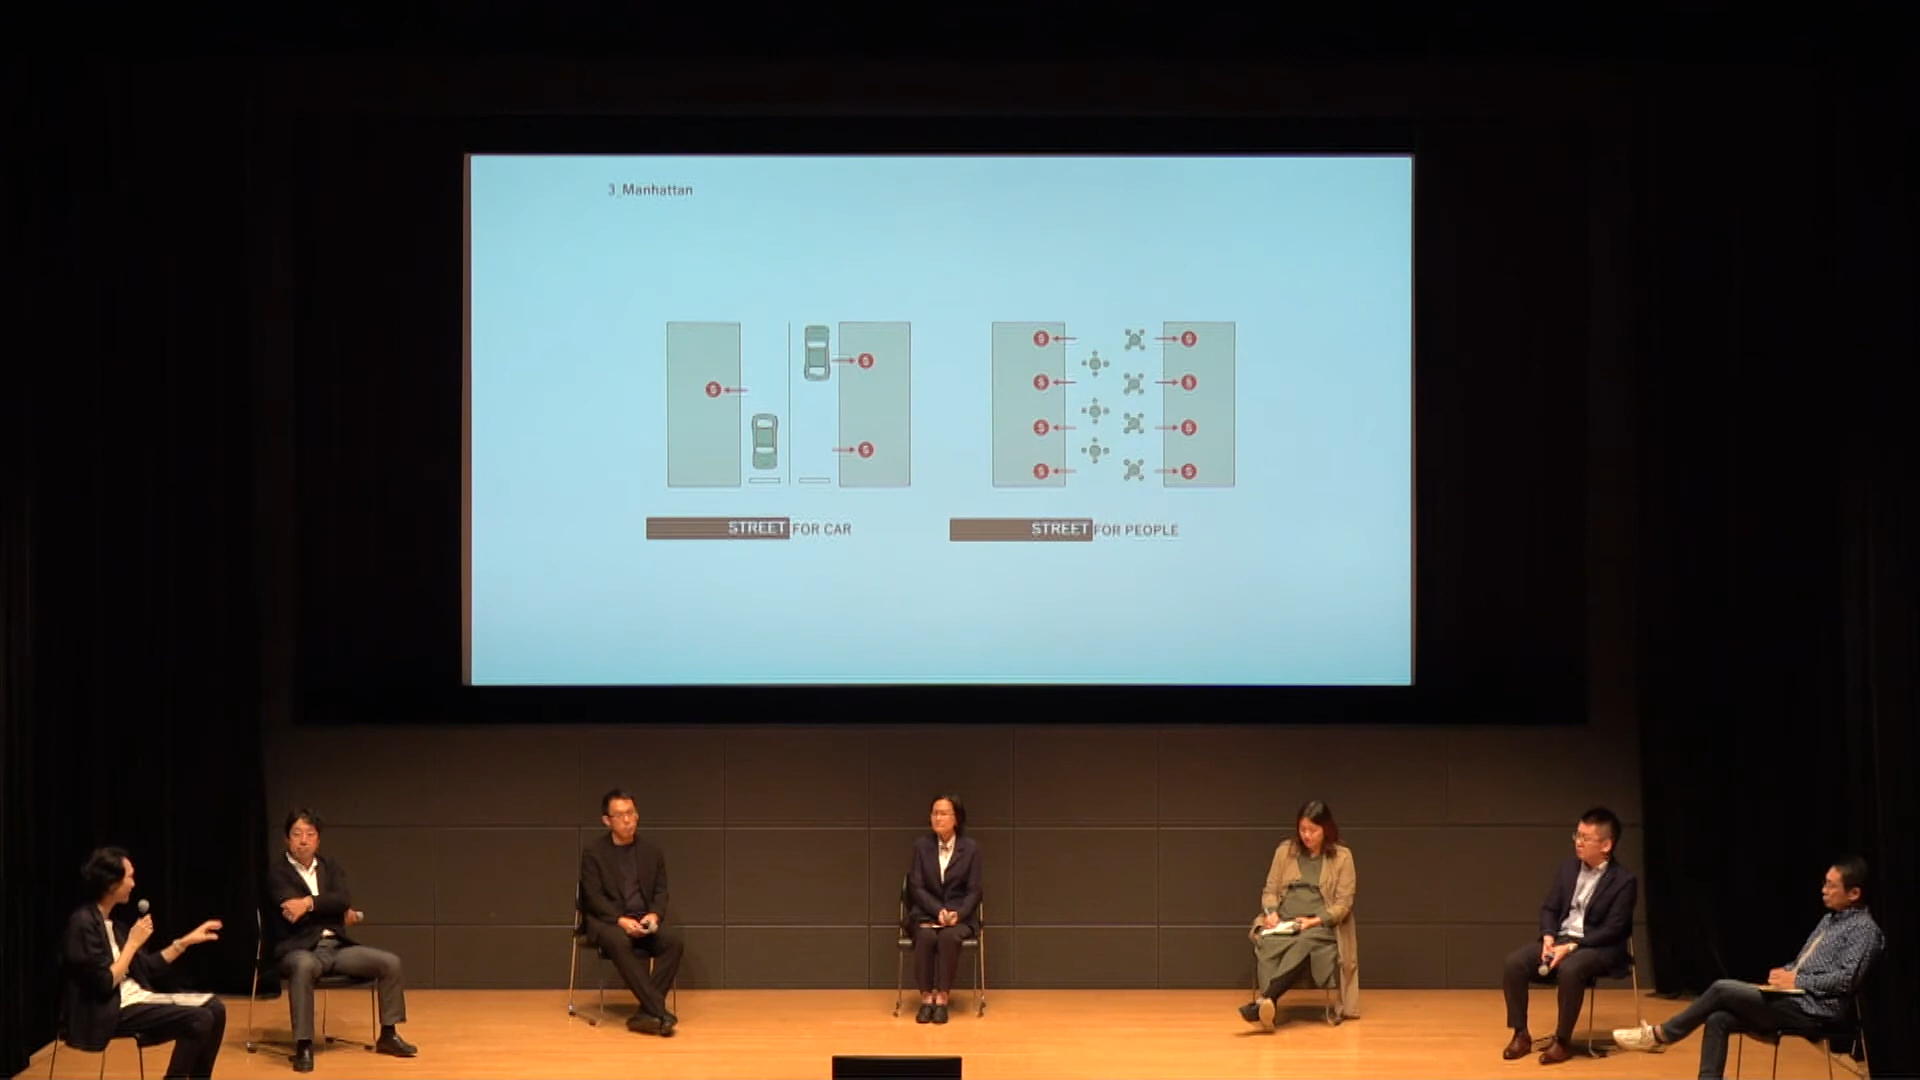 3_Manhattan
$ $
$
$
$ $
$ $
$ $
$ $
STREET FOR CAR
STREET FOR PEOPLE